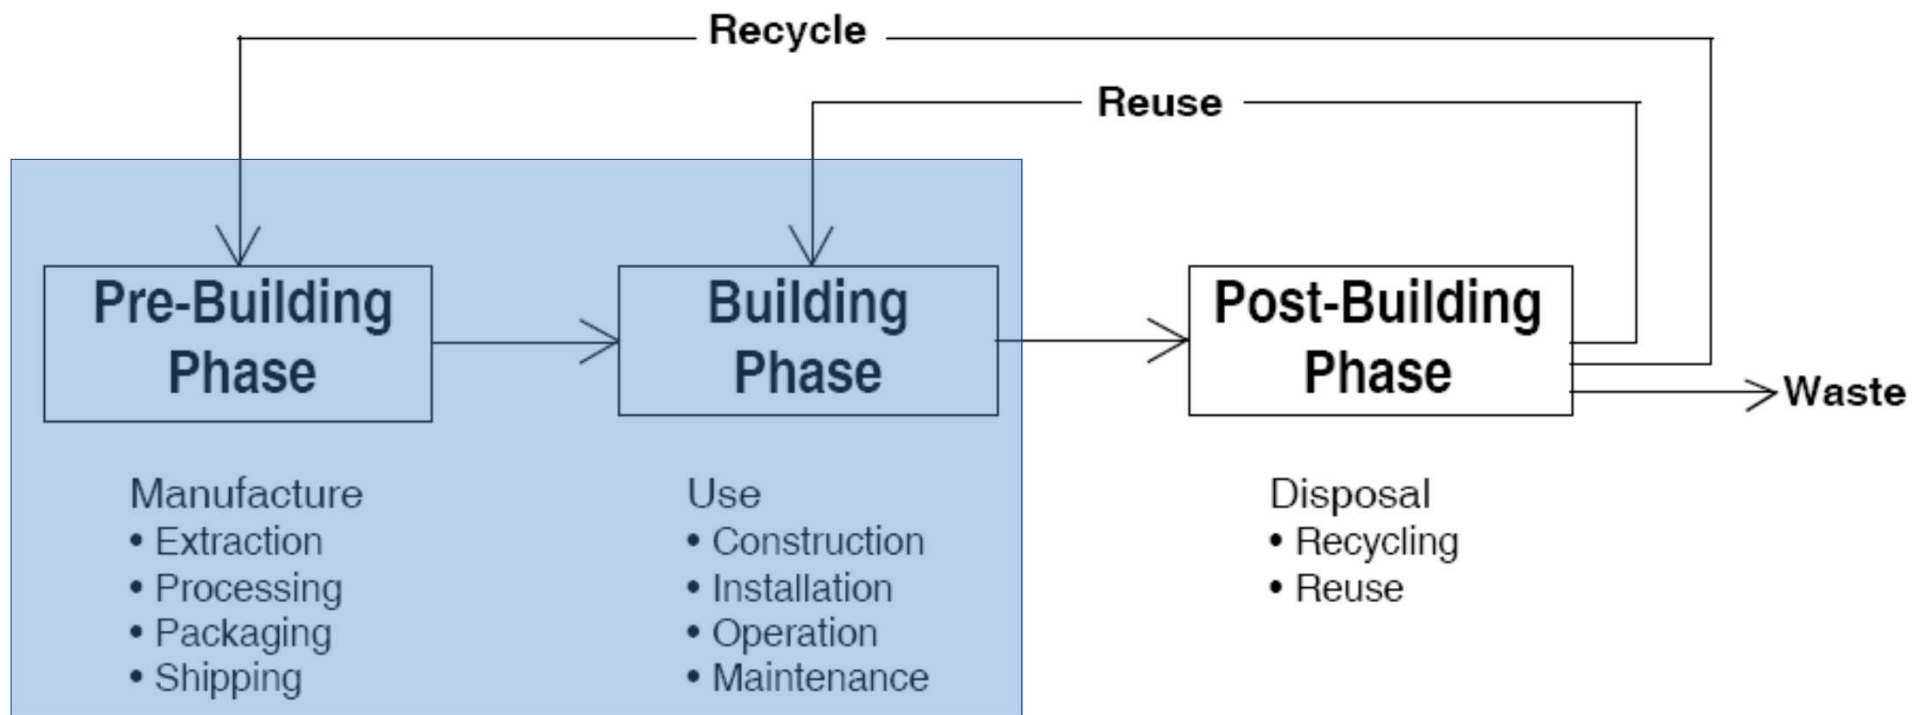 Recycle
Reuse
Pre-Building
Phase
Building
Phase
Post-Building
Phase
Waste
Manufacture
• Extraction
• Processing
• Packaging
• Shipping
Use
• Construction
• Installation
• Operation
• Maintenance
Disposal
• Recycling
• Reuse